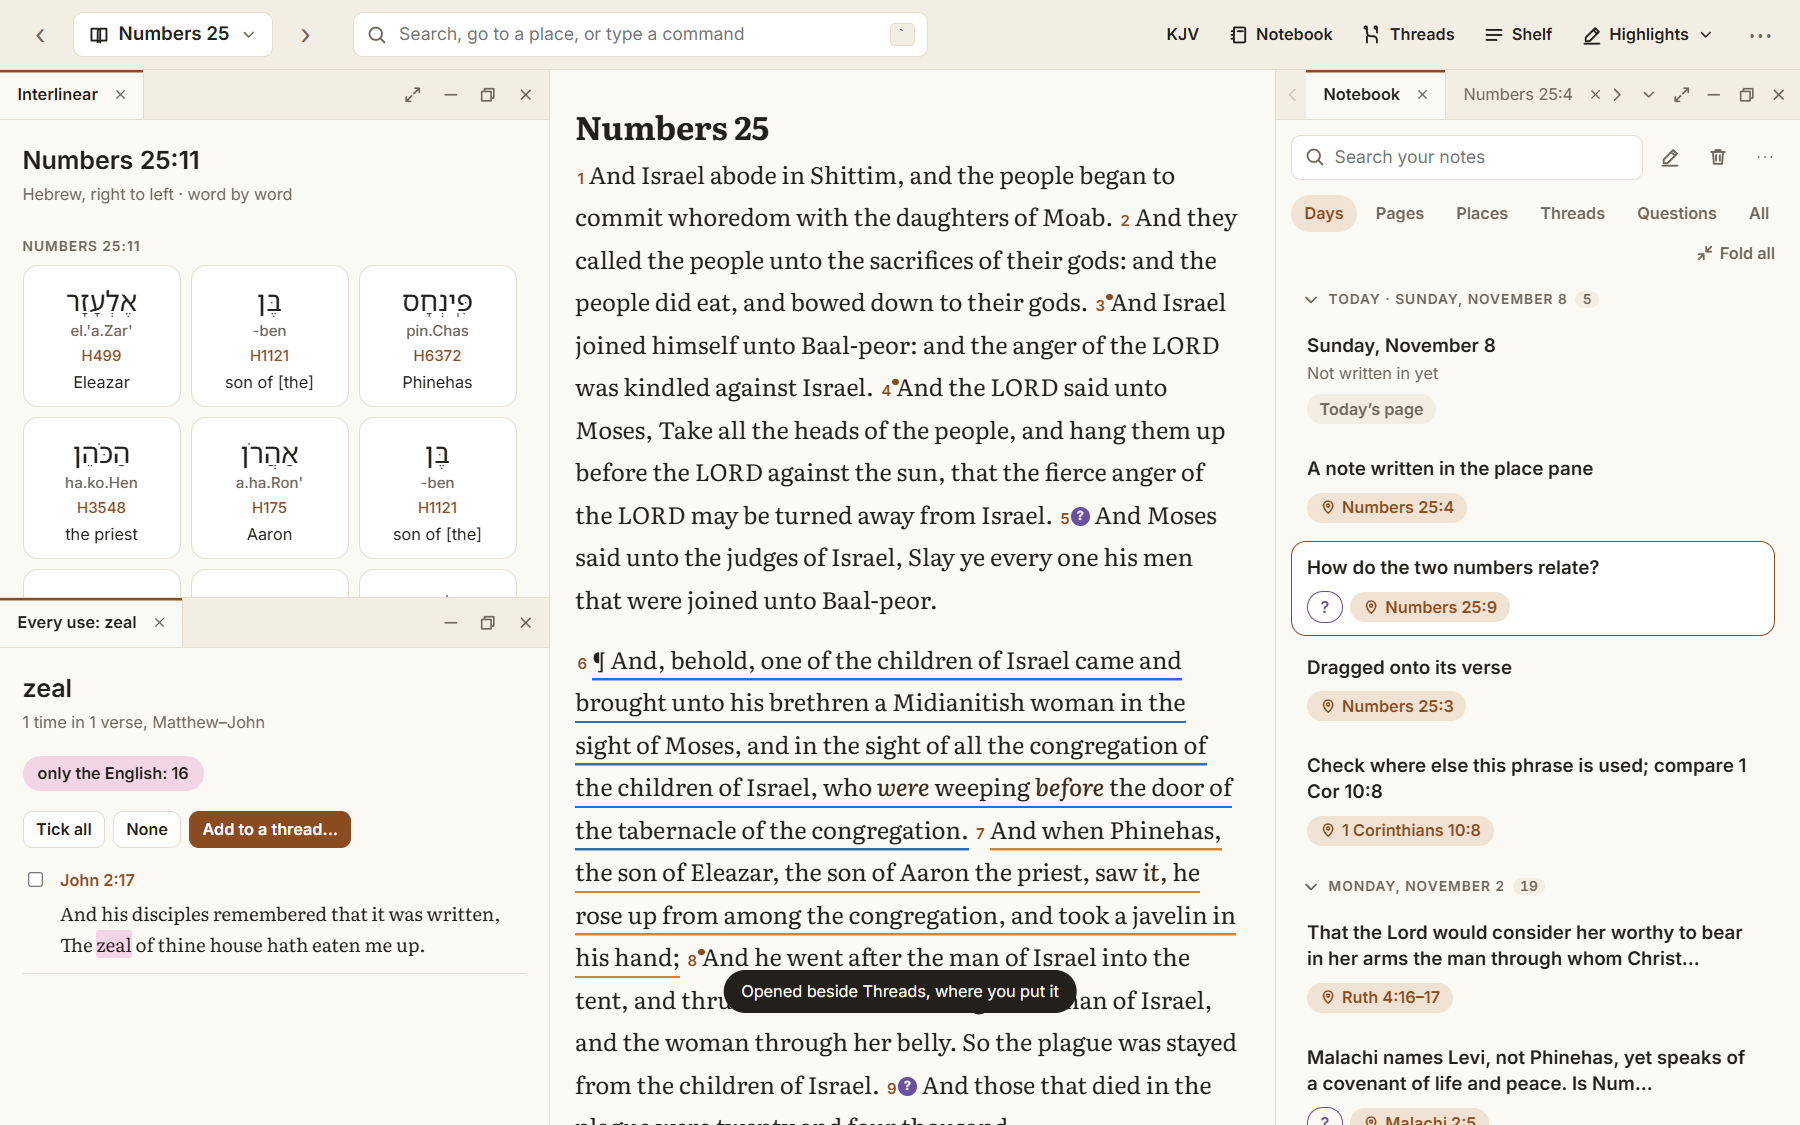 Numbers 25
Search, go to a place, or type a command
`
KJV
Notebook
Threads
Shelf
Highlights
Interlinear
Numbers 25:11
Hebrew, right to left · word by word
NUMBERS 25:11
אֶלְעָזָר
el.'a.Zar'
H499
Eleazar
בֶּן
-ben
H1121
son of [the]
פִּֽינְחָס
pin.Chas
H6372
Phinehas
הַכֹּהֵן
ha.ko.Hen
H3548
the priest
אַהֲרֹן
a.ha.Ron'
H175
Aaron
בֶּן
-ben
H1121
son of [the]
Every use: zeal
zeal
1 time in 1 verse, Matthew–John
only the English: 16
Tick all
None
Add to a thread…
John 2:17
And his disciples remembered that it was written,
The zeal of thine house hath eaten me up.
Numbers 25
1 And Israel abode in Shittim, and the people began to
commit whoredom with the daughters of Moab. 2 And they
called the people unto the sacrifices of their gods: and the
people did eat, and bowed down to their gods. 3 And Israel
joined himself unto Baal-peor: and the anger of the LORD
was kindled against Israel. 4 And the LORD said unto
Moses, Take all the heads of the people, and hang them up
before the LORD against the sun, that the fierce anger of
the LORD may be turned away from Israel. 5 ? And Moses
said unto the judges of Israel, Slay ye every one his men
that were joined unto Baal-peor.
6 ¶ And, behold, one of the children of Israel came and
brought unto his brethren a Midianitish woman in the
sight of Moses, and in the sight of all the congregation of
the children of Israel, who were weeping before the door of
the tabernacle of the congregation. 7 And when Phinehas,
the son of Eleazar, the son of Aaron the priest, saw it, he
rose up from among the congregation, and took a javelin in
his hand; 8 And he went after the man of Israel into the
tent, and thru
an of Israel,
Opened beside Threads, where you put it
and the woman through her belly. So the plague was stayed
from the children of Israel. 9 ? And those that died in the
plague were twenty and four thousand.
Notebook
Numbers 25:4
Search your notes
Days
Pages
Places
Threads
Questions
All
Fold all
TODAY · SUNDAY, NOVEMBER 8 5
Sunday, November 8
Not written in yet
Today’s page
A note written in the place pane
Numbers 25:4
How do the two numbers relate?
? Numbers 25:9
Dragged onto its verse
Numbers 25:3
Check where else this phrase is used; compare 1
Cor 10:8
1 Corinthians 10:8
MONDAY, NOVEMBER 2 19
That the Lord would consider her worthy to bear
in her arms the man through whom Christ…
Ruth 4:16–17
Malachi names Levi, not Phinehas, yet speaks of
a covenant of life and peace. Is Num…
? Malachi 2:5